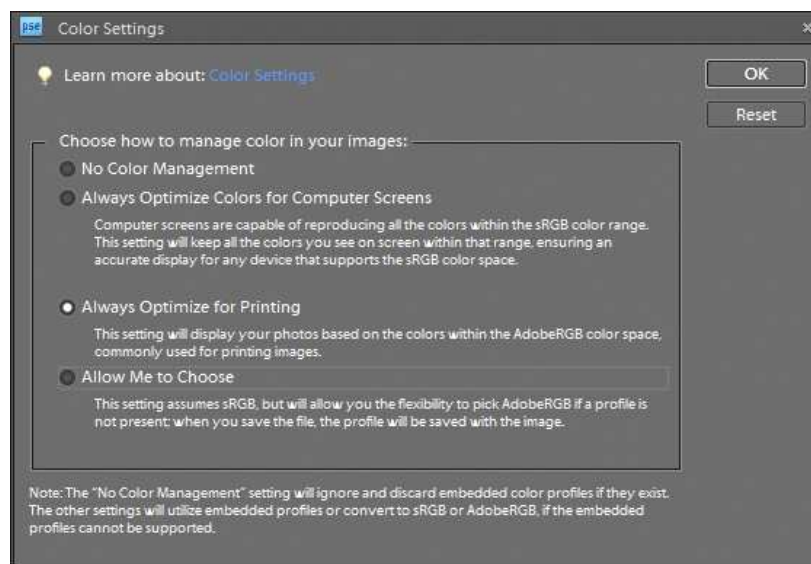 pse Color Settings ×
Learn more about: Color Settings
OK
Reset
Choose how to manage color in your images:
No Color Management
Always Optimize Colors for Computer Screens
Computer screens are capable of reproducing all the colors within the sRGB color range.
This setting will keep all the colors you see on screen within that range, ensuring an
accurate display for any device that supports the sRGB color space.
Always Optimize for Printing
This setting will display your photos based on the colors within the AdobeRGB color space,
commonly used for printing images.
Allow Me to Choose
This setting assumes sRGB, but will allow you the flexibility to pick AdobeRGB if a profile is
not present; when you save the file, the profile will be saved with the image.
Note: The "No Color Management" setting will ignore and discard embedded color profiles if they exist.
The other settings will utilize embedded profiles or convert to sRGB or AdobeRGB, if the embedded
profiles cannot be supported.